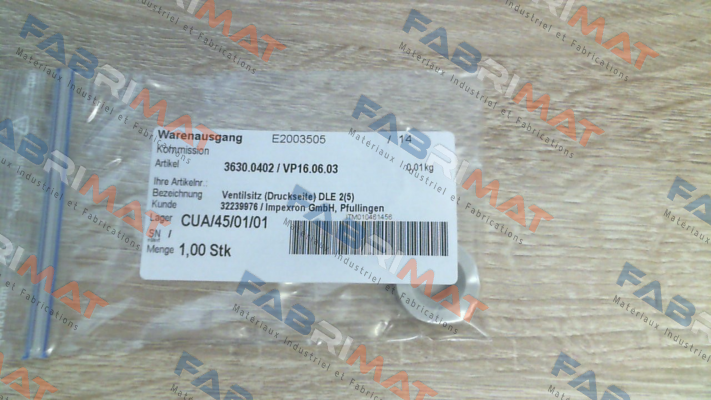 Warenausgang E2003505 / 14
Kommission
Artikel 3630.0402 / VP16.06.03 0,01kg
Ihre Artikelnr.:
Bezeichnung Ventilsitz (Druckseite) DLE 2(5)
Kunde 32239976 / Impexron GmbH, Pfullingen
Lager CUA/45/01/01 ITM010461456
SN /
Menge 1,00 Stk
FABRIMAT
Matériaux Industriel et Fabrications